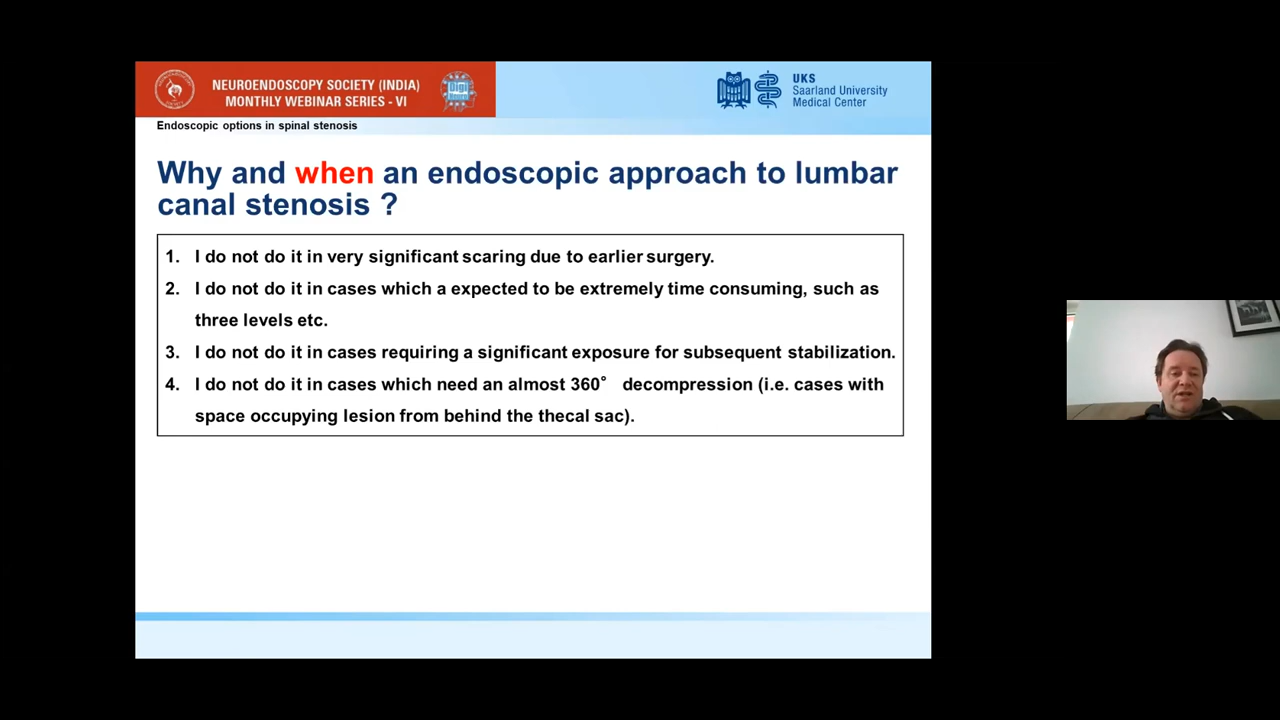 NEUROENDOSCOPY SOCIETY (INDIA)
MONTHLY WEBINAR SERIES - VI
UKS
Saarland University
Medical Center
Endoscopic options in spinal stenosis
Why and when an endoscopic approach to lumbar
canal stenosis ?
1. I do not do it in very significant scaring due to earlier surgery.
2. I do not do it in cases which a expected to be extremely time consuming, such as
three levels etc.
3. I do not do it in cases requiring a significant exposure for subsequent stabilization.
4. I do not do it in cases which need an almost 360° decompression (i.e. cases with
space occupying lesion from behind the thecal sac).